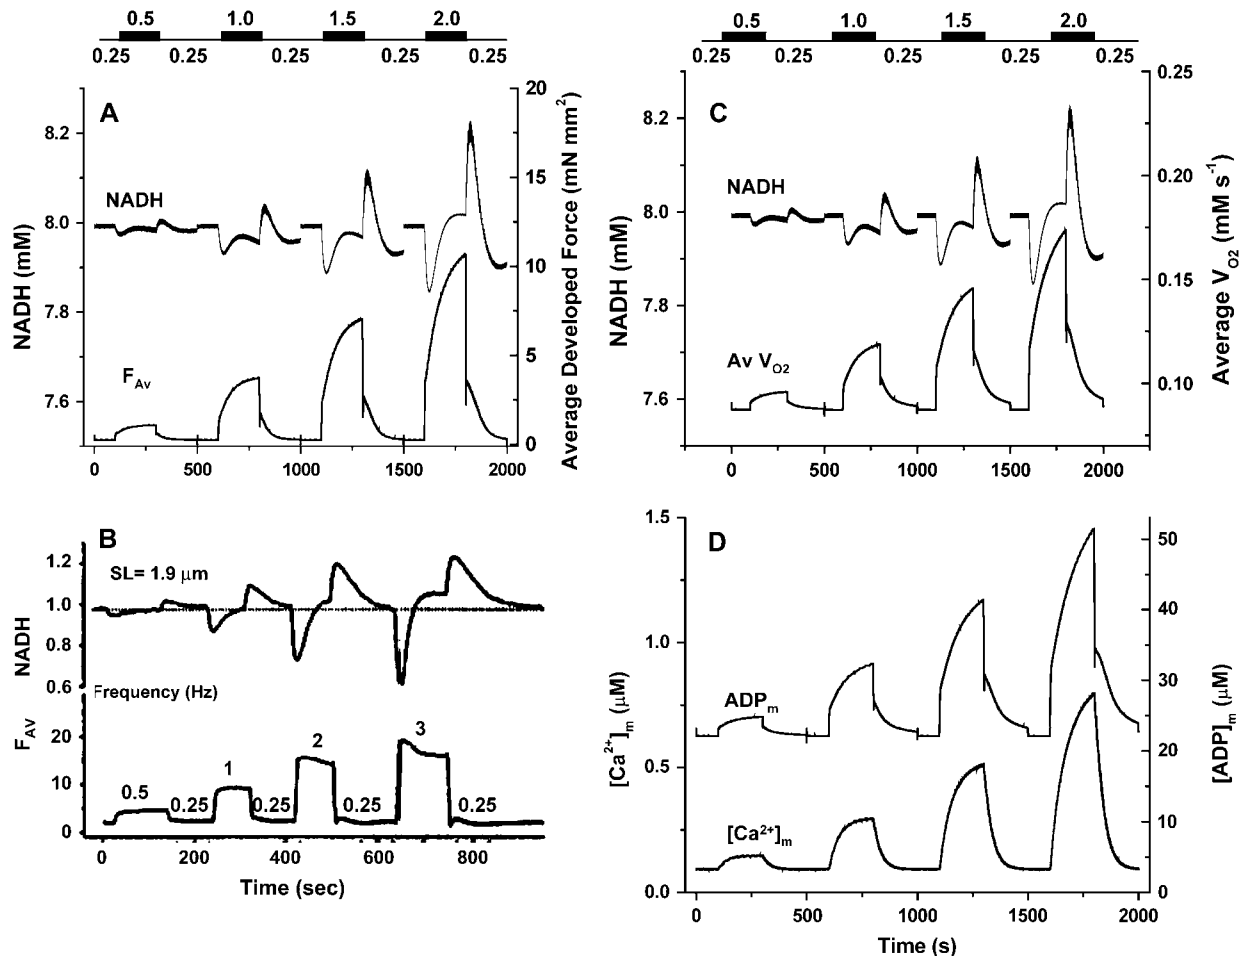 0.5 1.0 1.5 2.0
0.25 0.25 0.25 0.25 0.25
A
NADH (mM)
8.2
8.0
7.8
7.6
NADH
F_Av
Average Developed Force (mN mm²)
20
15
10
5
0
0 500 1000 1500 2000
0.5 1.0 1.5 2.0
0.25 0.25 0.25 0.25 0.25
C
NADH (mM)
8.2
8.0
7.8
7.6
NADH
Av V_O2
Average V_O2 (mM s⁻¹)
0.25
0.20
0.15
0.10
0 500 1000 1500 2000
B
SL= 1.9 μm
NADH
1.2
1.0
0.8
0.6
Frequency (Hz)
F_AV
20
10
0
0.5 0.25 1 0.25 2 0.25 3 0.25
0 200 400 600 800
Time (sec)
D
[Ca²⁺]_m (μM)
1.5
1.0
0.5
0.0
ADP_m
[Ca²⁺]_m
[ADP]_m (μM)
50
40
30
20
10
0
0 500 1000 1500 2000
Time (s)